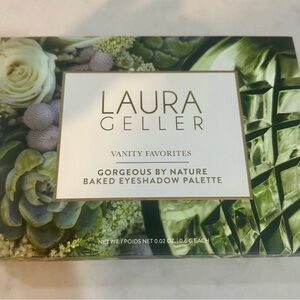 LAURA
GELLER
VANITY FAVORITES
GORGEOUS BY NATURE
BAKED EYESHADOW PALETTE
NET WT / POIDS NET 0.02 OZ. | 0.6 G EACH